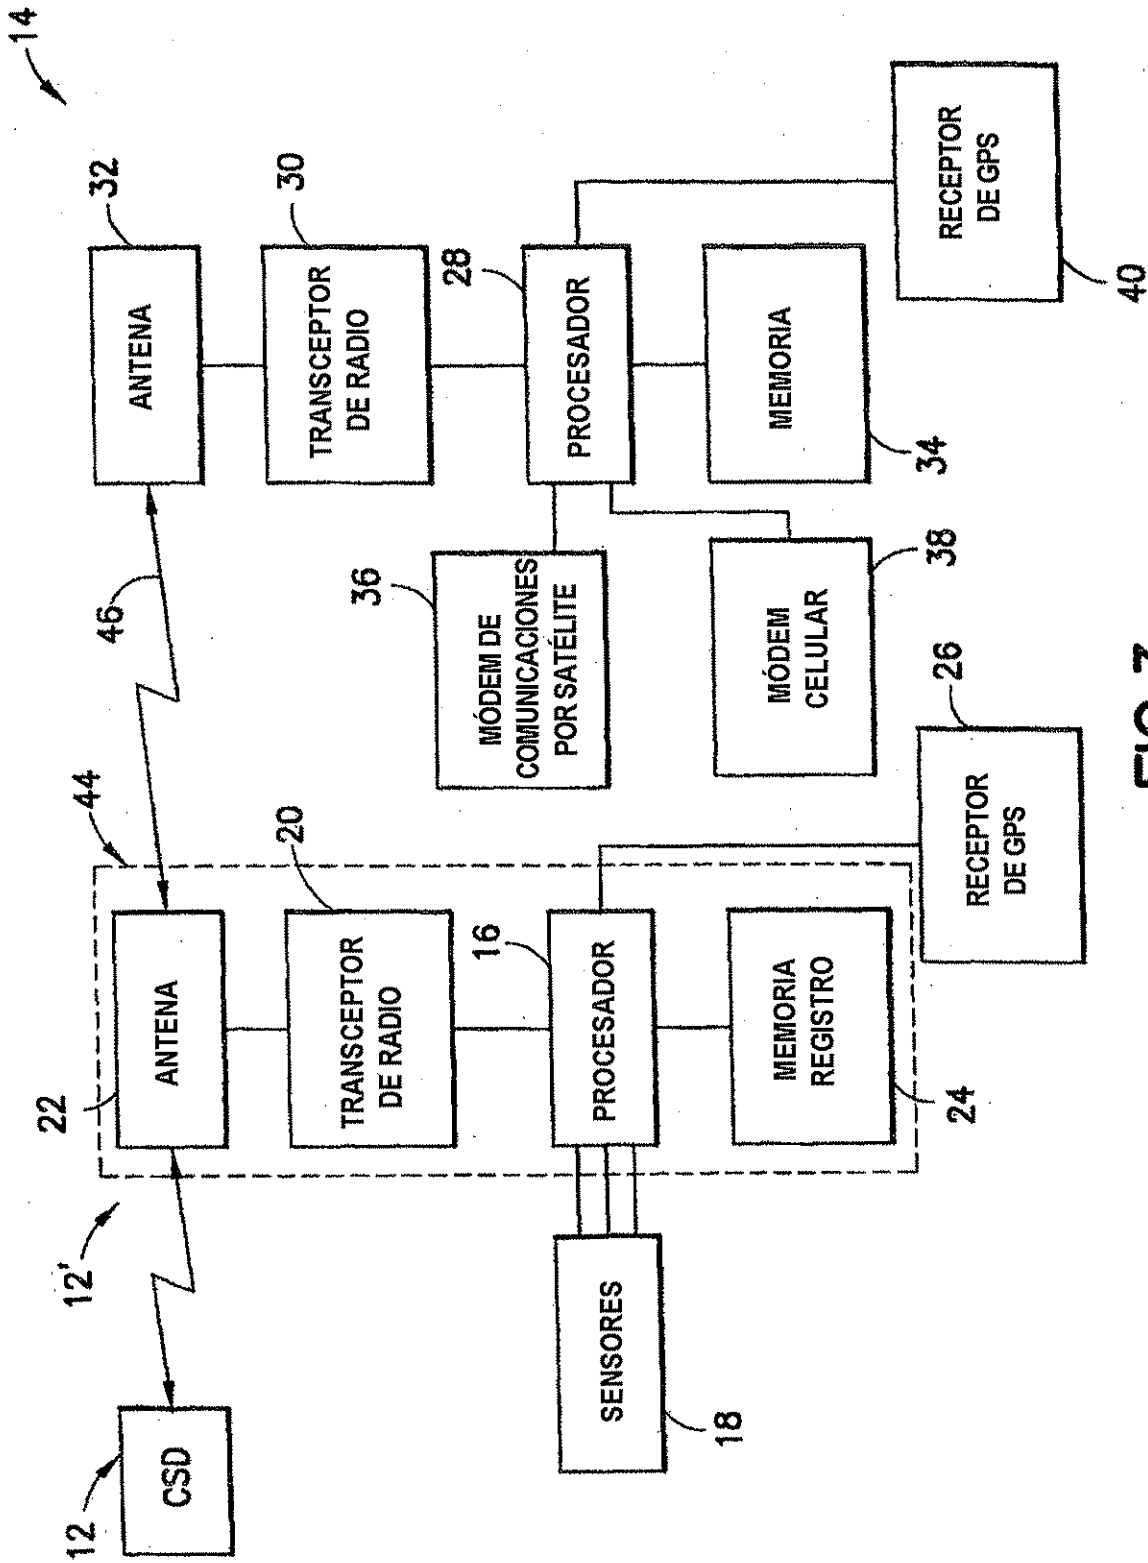 14
32
ANTENA
30
TRANSCEPTOR
DE RADIO
28
PROCESADOR
MEMORIA
34
RECEPTOR
DE GPS
40
36
MÓDEM DE
COMUNICACIONES
POR SATÉLITE
38
MÓDEM
CELULAR
46
44
22
ANTENA
20
TRANSCEPTOR
DE RADIO
16
PROCESADOR
MEMORIA
REGISTRO
24
26
RECEPTOR
DE GPS
12'
12
CSD
SENSORES
18